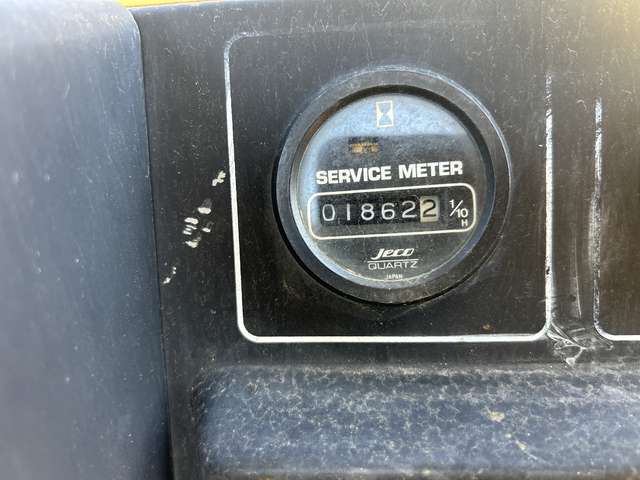 SERVICE METER
018622 1/10 H
Jeco
QUARTZ
JAPAN